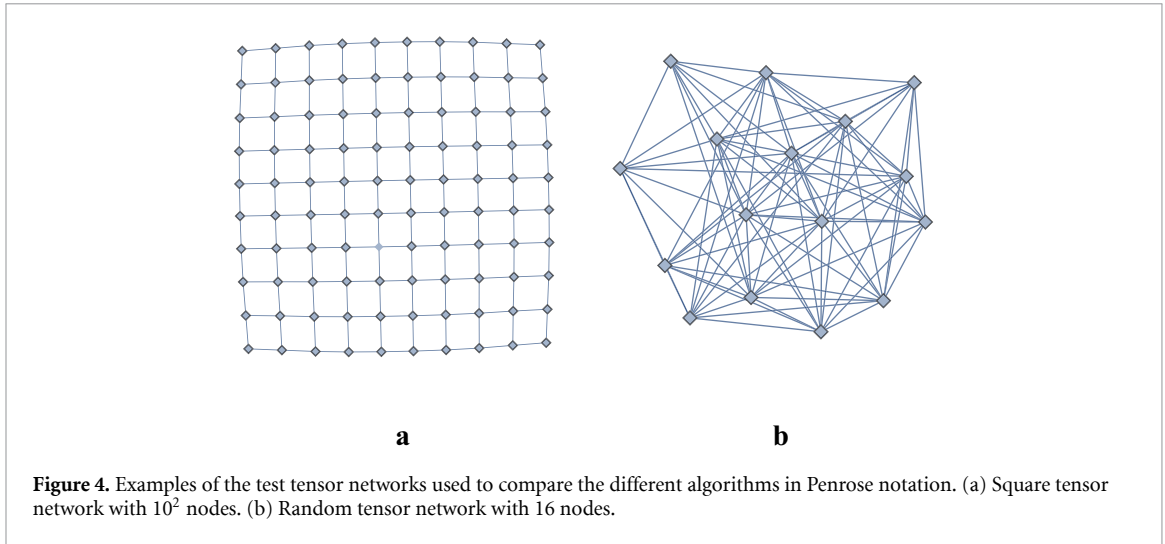 a
b
Figure 4. Examples of the test tensor networks used to compare the different algorithms in Penrose notation. (a) Square tensor
network with 10² nodes. (b) Random tensor network with 16 nodes.